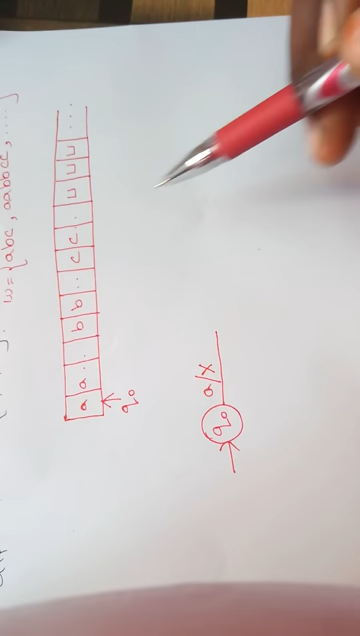 w = {abc, aabbcc, ....}
a a . . b b . . c c . u u u ...
q₀
q₀ a/X